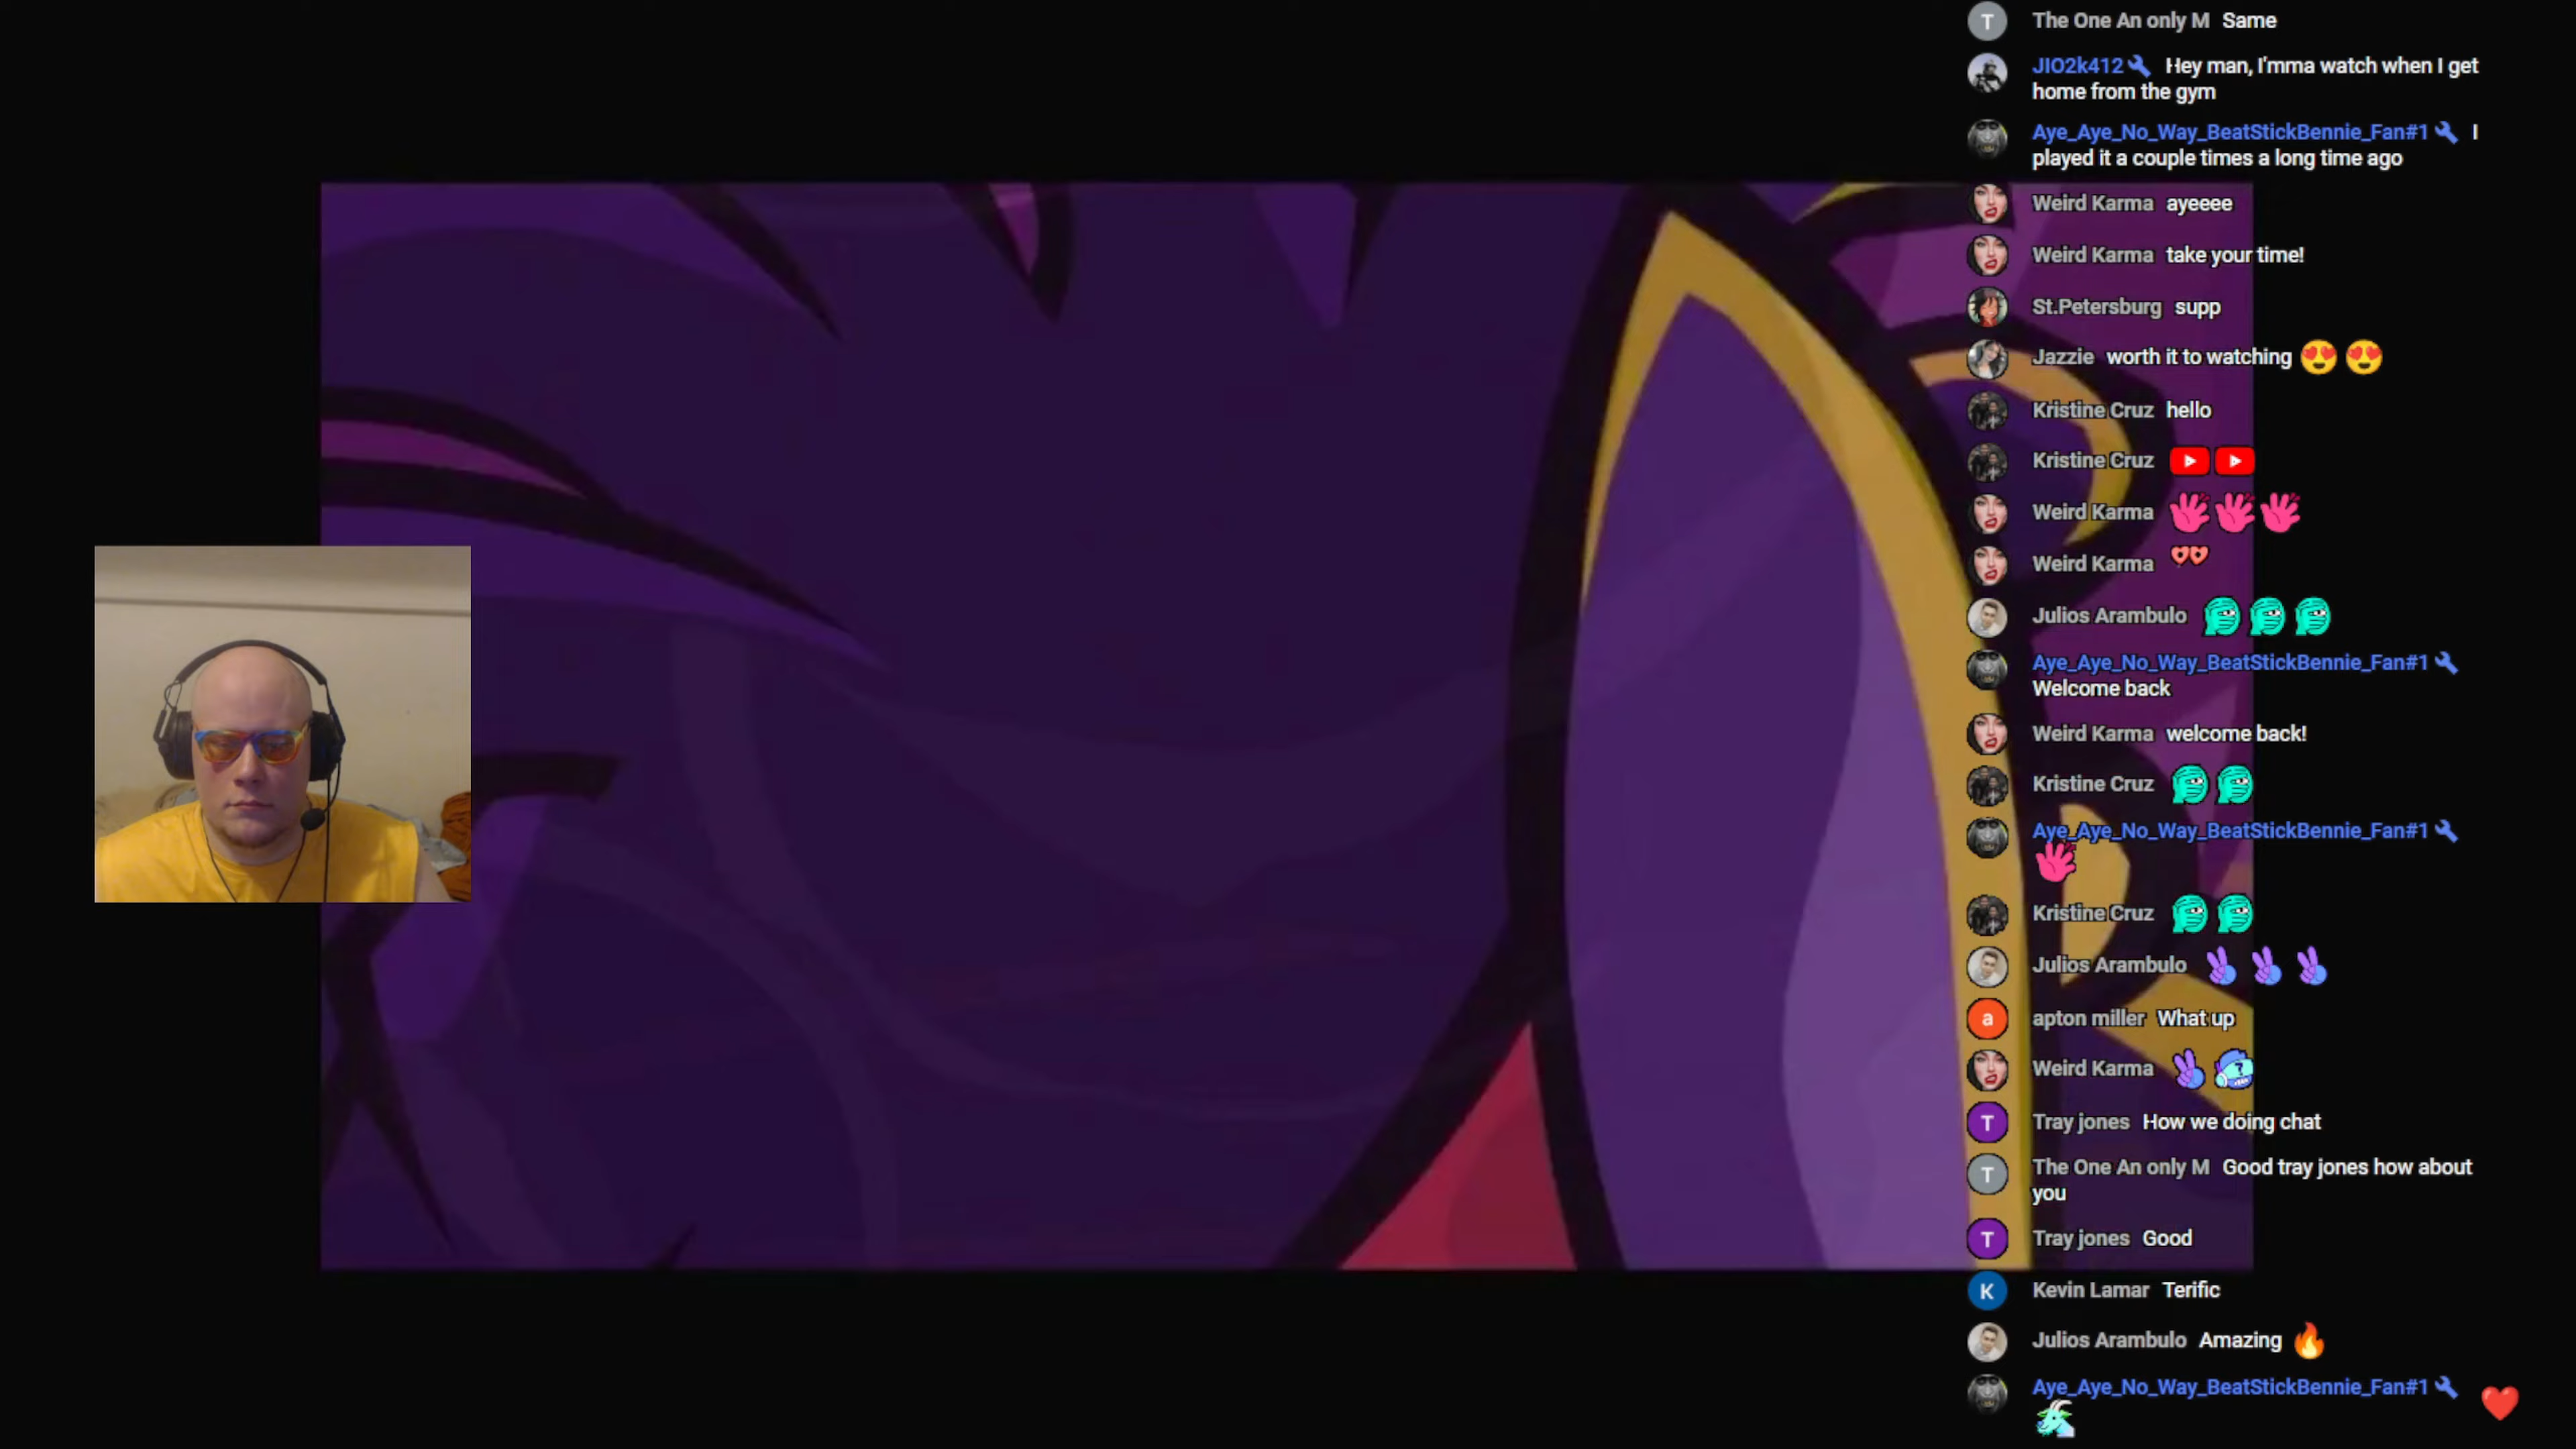 The One An only M Same
JIO2k412 Hey man, I'mma watch when I get
home from the gym
Aye_Aye_No_Way_BeatStickBennie_Fan#1 I
played it a couple times a long time ago
Weird Karma ayeeee
Weird Karma take your time!
St.Petersburg supp
Jazzie worth it to watching 😍 😍
Kristine Cruz hello
Kristine Cruz
Weird Karma
Weird Karma
Julios Arambulo
Aye_Aye_No_Way_BeatStickBennie_Fan#1
Welcome back
Weird Karma welcome back!
Kristine Cruz
Aye_Aye_No_Way_BeatStickBennie_Fan#1
Kristine Cruz
Julios Arambulo
apton miller What up
Weird Karma
Tray jones How we doing chat
The One An only M Good tray jones how about
you
Tray jones Good
Kevin Lamar Terific
Julios Arambulo Amazing 🔥
Aye_Aye_No_Way_BeatStickBennie_Fan#1